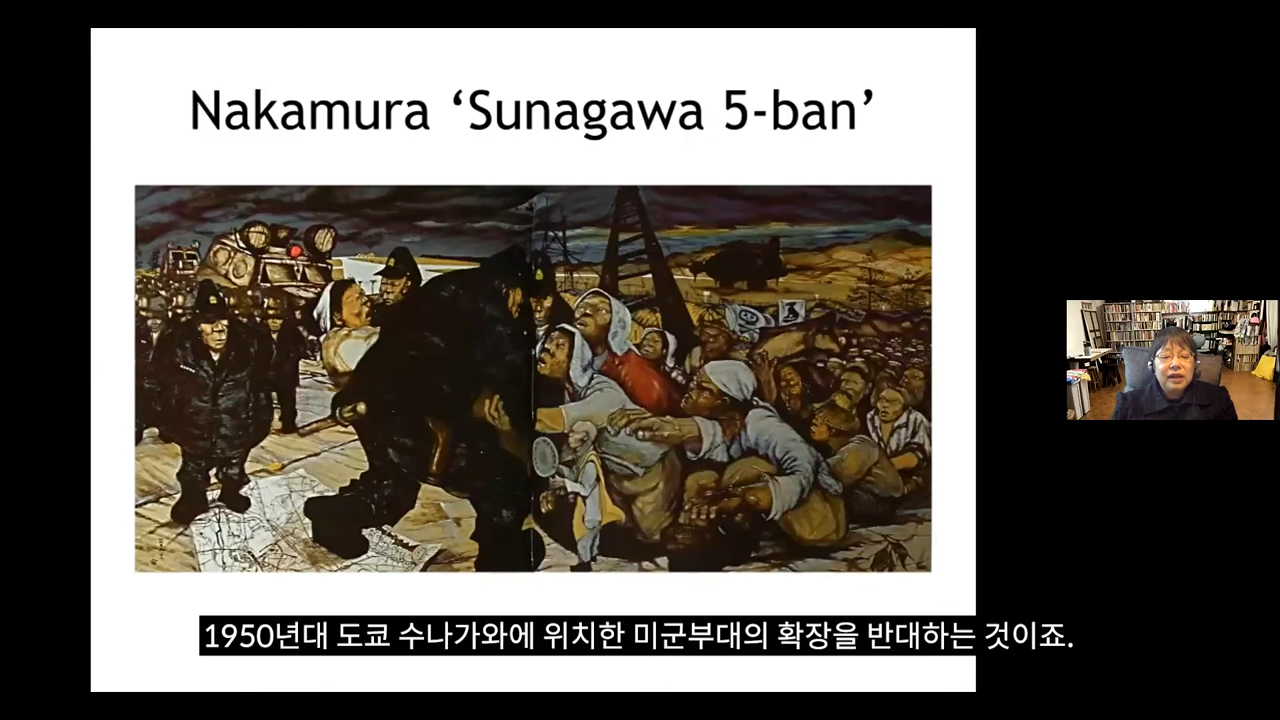 Nakamura ‘Sunagawa 5-ban’
1950년대 도쿄 수나가와에 위치한 미군부대의 확장을 반대하는 것이죠.